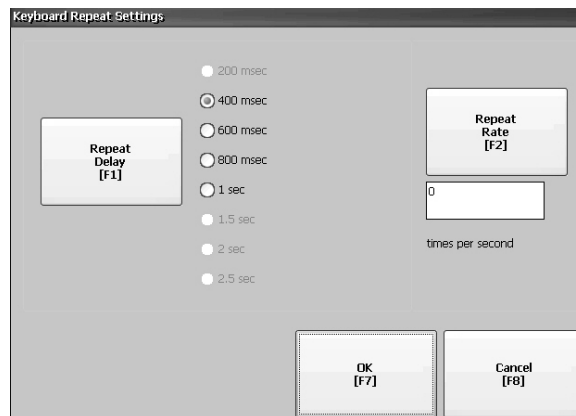 Keyboard Repeat Settings
Repeat
Delay
[F1]
200 msec
400 msec
600 msec
800 msec
1 sec
1.5 sec
2 sec
2.5 sec
Repeat
Rate
[F2]
0
times per second
OK
[F7]
Cancel
[F8]